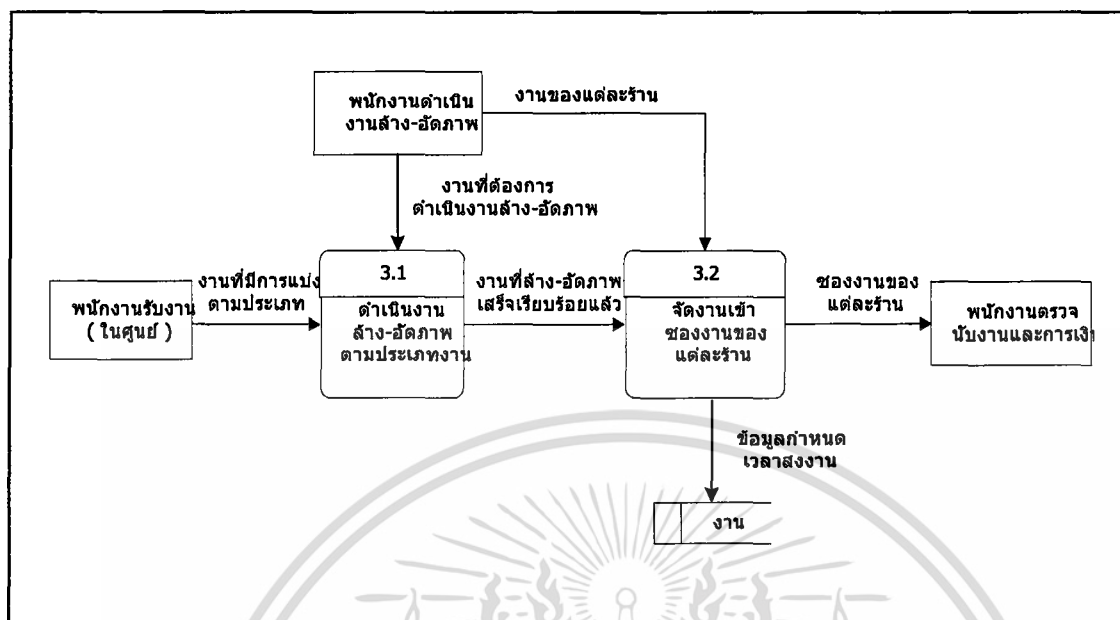 พนักงานดำเนิน
งานล้าง-อัดภาพ
งานของแต่ละร้าน
งานที่ต้องการ
ดำเนินงานล้าง-อัดภาพ
พนักงานรับงาน
( ในศูนย์ )
งานที่มีการแบ่ง
ตามประเภท
3.1
ดำเนินงาน
ล้าง-อัดภาพ
ตามประเภทงาน
งานที่ล้าง-อัดภาพ
เสร็จเรียบร้อยแล้ว
3.2
จัดงานเข้า
ซองงานของ
แต่ละร้าน
ซองงานของ
แต่ละร้าน
พนักงานตรวจ
นับงานและการเงิ
ข้อมูลกำหนด
เวลาส่งงาน
งาน